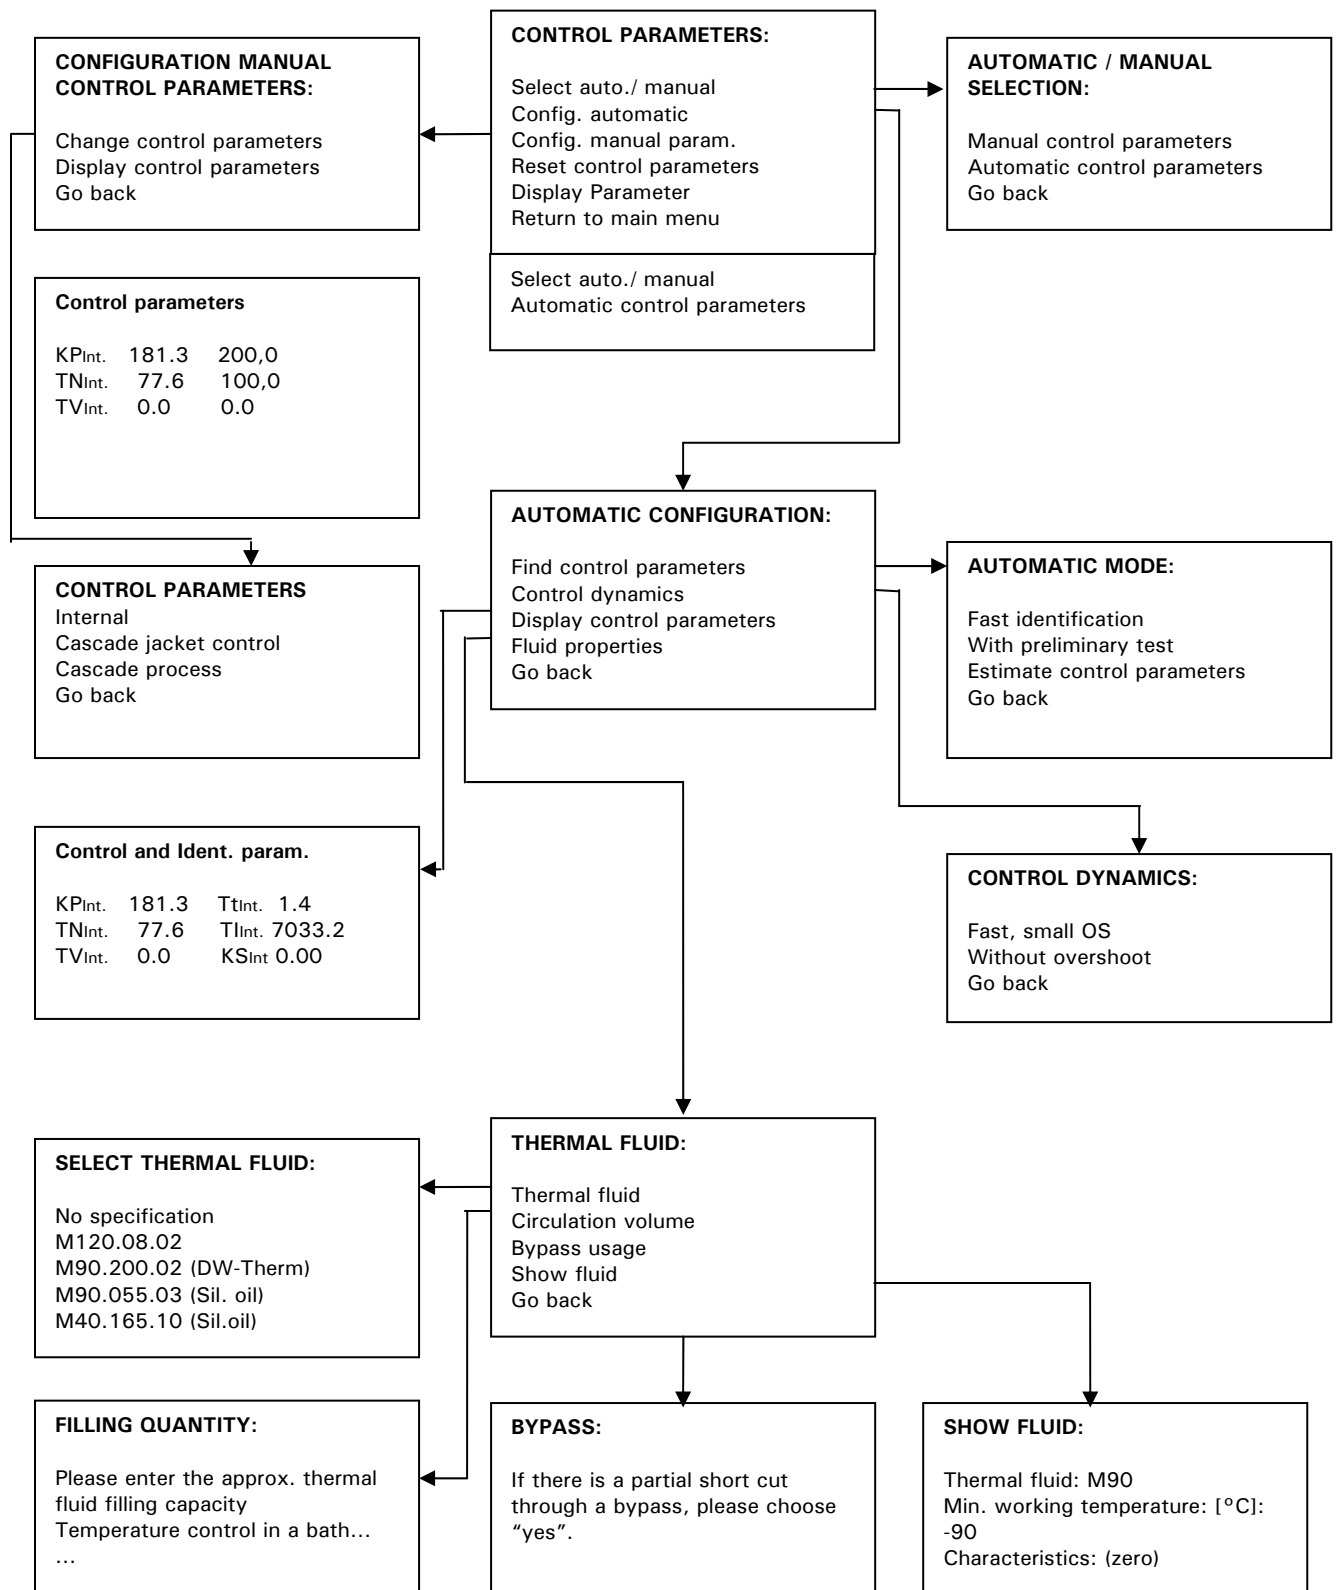 CONFIGURATION MANUAL
CONTROL PARAMETERS:
Change control parameters
Display control parameters
Go back
CONTROL PARAMETERS:
Select auto./ manual
Config. automatic
Config. manual param.
Reset control parameters
Display Parameter
Return to main menu
Select auto./ manual
Automatic control parameters
AUTOMATIC / MANUAL
SELECTION:
Manual control parameters
Automatic control parameters
Go back
Control parameters
KPInt. 181.3 200,0
TNInt. 77.6 100,0
TVInt. 0.0 0.0
CONTROL PARAMETERS
Internal
Cascade jacket control
Cascade process
Go back
AUTOMATIC CONFIGURATION:
Find control parameters
Control dynamics
Display control parameters
Fluid properties
Go back
AUTOMATIC MODE:
Fast identification
With preliminary test
Estimate control parameters
Go back
Control and Ident. param.
KPInt. 181.3 TtInt. 1.4
TNInt. 77.6 TIInt. 7033.2
TVInt. 0.0 KSInt 0.00
CONTROL DYNAMICS:
Fast, small OS
Without overshoot
Go back
SELECT THERMAL FLUID:
No specification
M120.08.02
M90.200.02 (DW-Therm)
M90.055.03 (Sil. oil)
M40.165.10 (Sil.oil)
THERMAL FLUID:
Thermal fluid
Circulation volume
Bypass usage
Show fluid
Go back
FILLING QUANTITY:
Please enter the approx. thermal
fluid filling capacity
Temperature control in a bath…
…
BYPASS:
If there is a partial short cut
through a bypass, please choose
“yes”.
SHOW FLUID:
Thermal fluid: M90
Min. working temperature: [°C]:
-90
Characteristics: (zero)